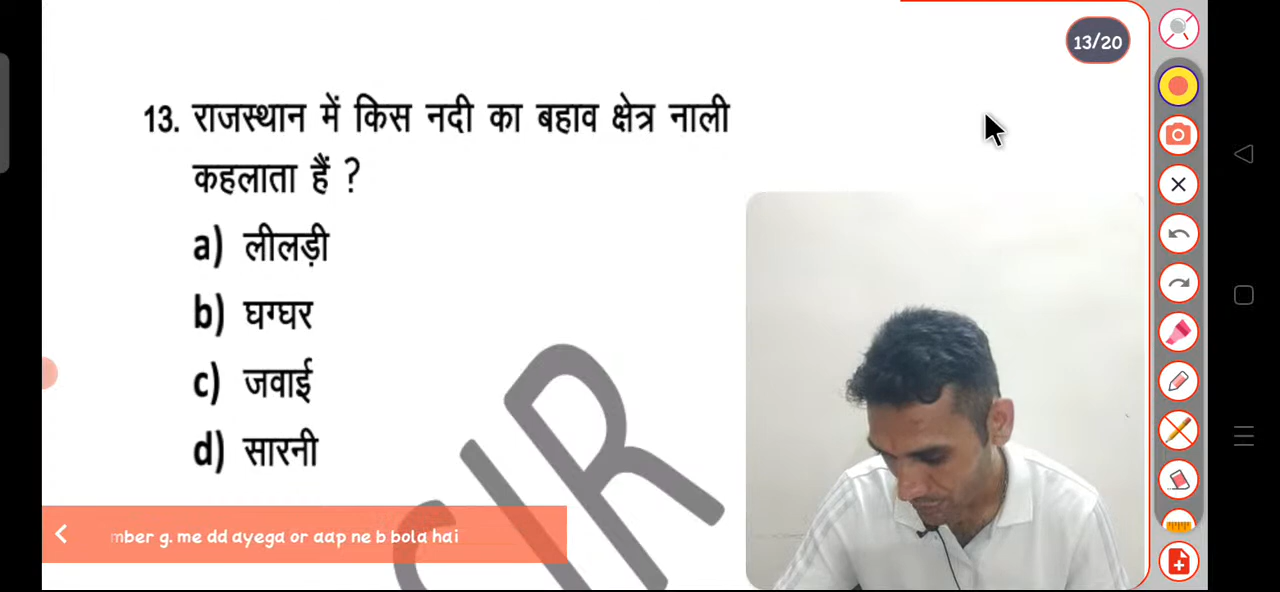 13/20
13. राजस्थान में किस नदी का बहाव क्षेत्र नाली
कहलाता हैं ?
a) लीलड़ी
b) घग्घर
c) जवाई
d) सारनी
SIR
mber g. me dd ayega or aap ne b bola hai